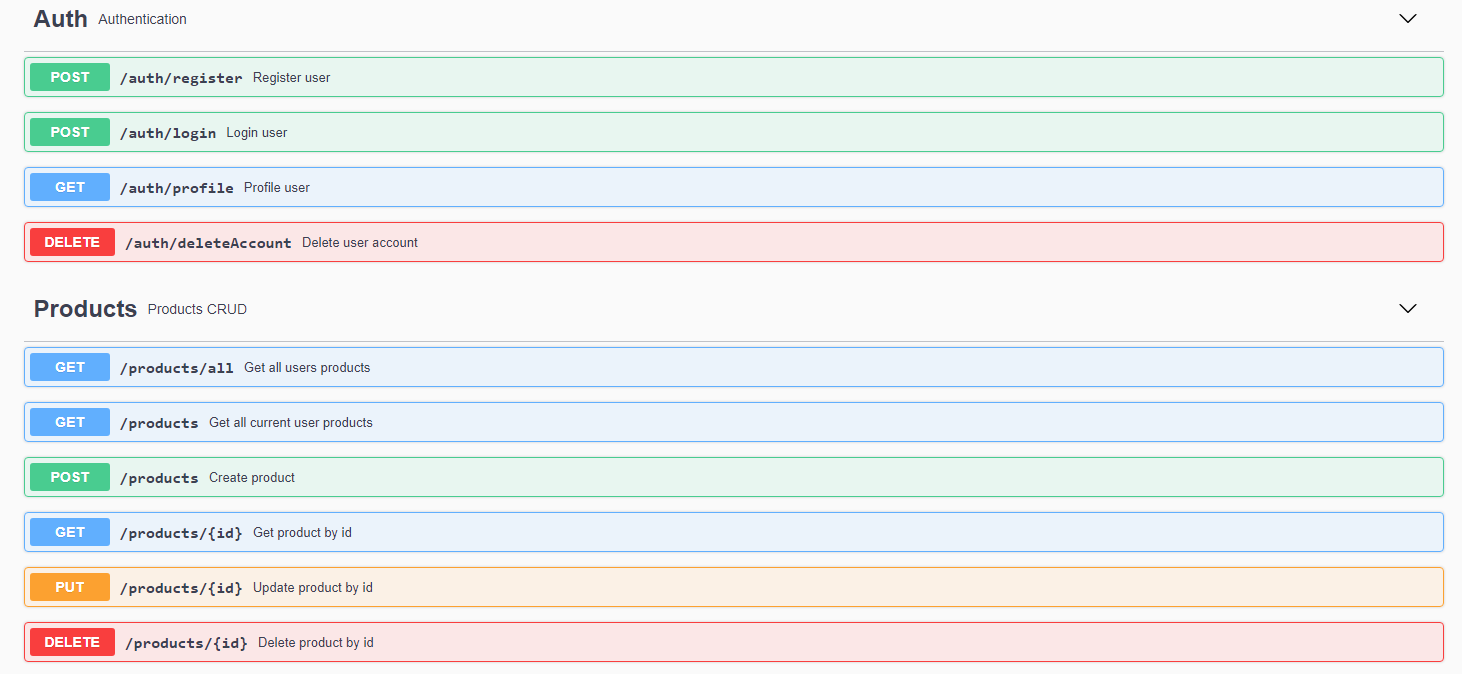 Auth Authentication
POST /auth/register Register user
POST /auth/login Login user
GET /auth/profile Profile user
DELETE /auth/deleteAccount Delete user account
Products Products CRUD
GET /products/all Get all users products
GET /products Get all current user products
POST /products Create product
GET /products/{id} Get product by id
PUT /products/{id} Update product by id
DELETE /products/{id} Delete product by id